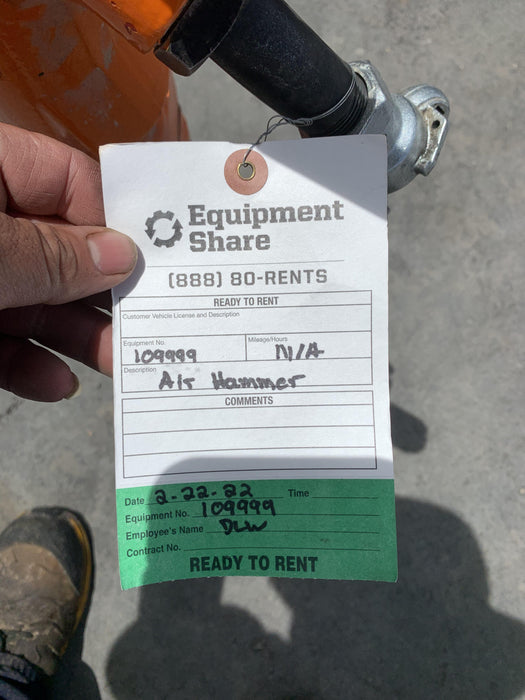 Equipment
Share
(888) 80-RENTS
READY TO RENT
Customer Vehicle License and Description
Equipment No. Mileage/Hours
109999 N/A
Description
Air Hammer
COMMENTS
Date 2-22-22 Time
Equipment No. 109999
Employee's Name DLW
Contract No.
READY TO RENT